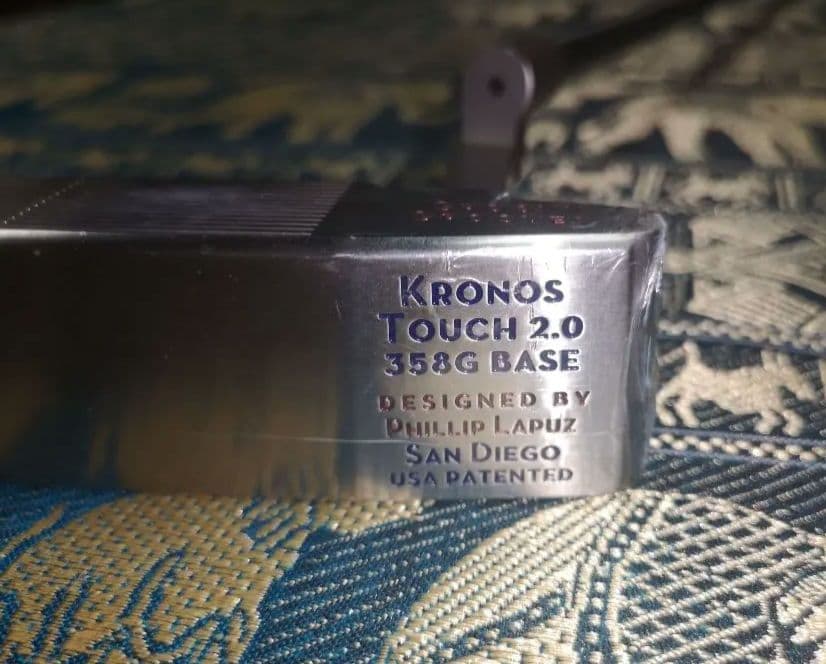 KRONOS
TOUCH 2.0
358G BASE
DESIGNED BY
PHILLIP LAPUZ
SAN DIEGO
USA PATENTED